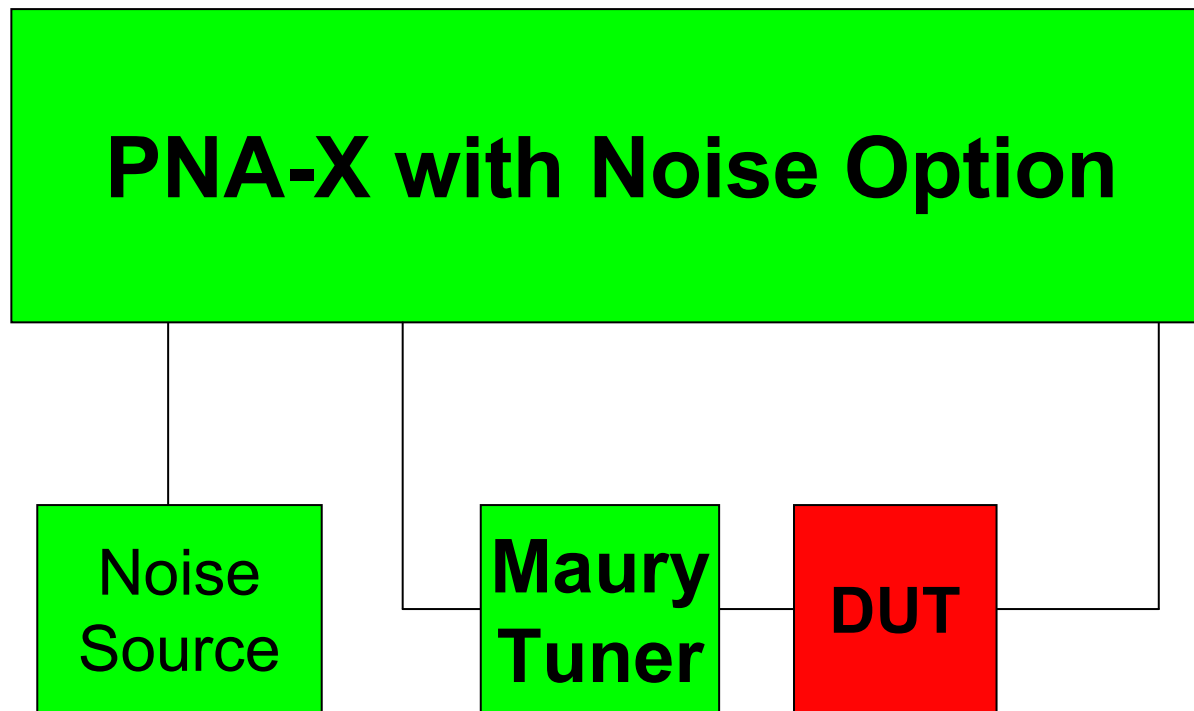 PNA-X with Noise Option
Noise
Source
Maury
Tuner
DUT